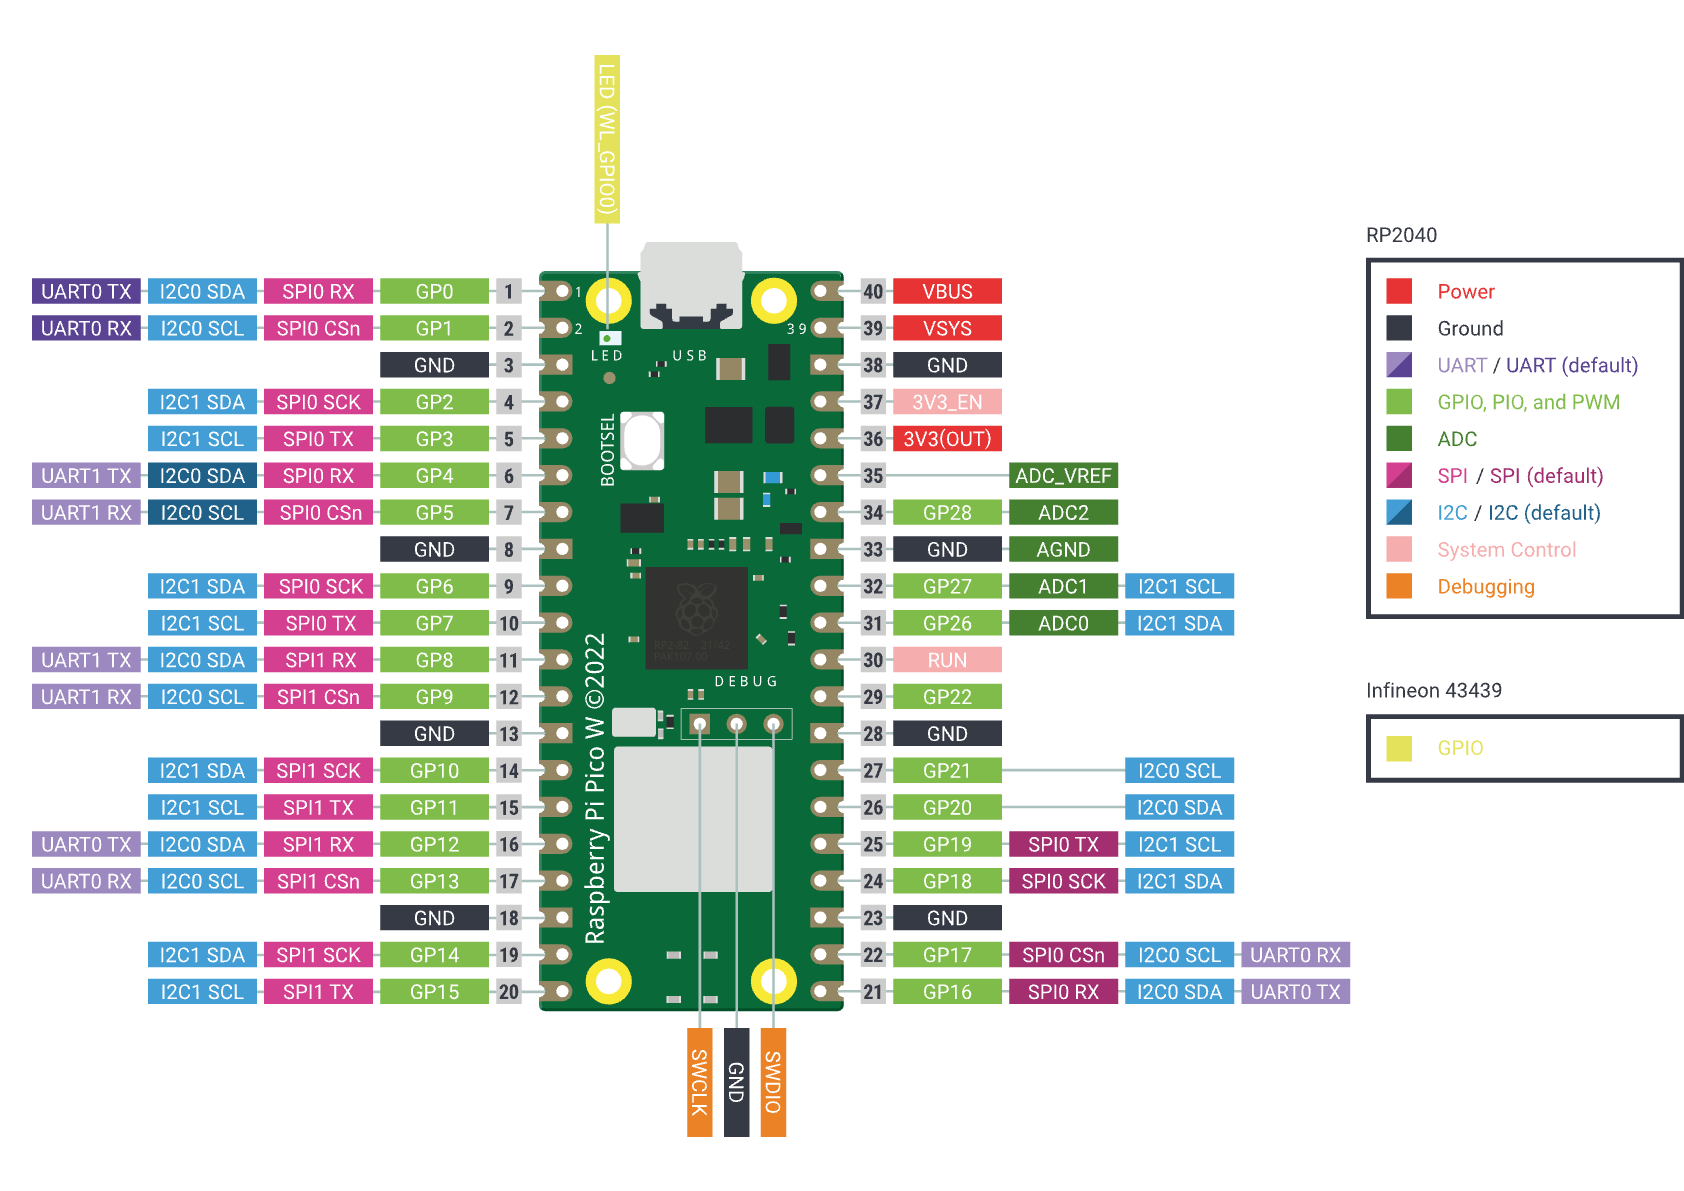 LED (WL_GPIO0)
UART0 TX I2C0 SDA SPI0 RX GP0 1 1 40 VBUS
UART0 RX I2C0 SCL SPI0 CSn GP1 2 2 39 39 VSYS
LED USB
GND 3 38 GND
I2C1 SDA SPI0 SCK GP2 4 37 3V3_EN
I2C1 SCL SPI0 TX GP3 5 36 3V3(OUT)
BOOTSEL
UART1 TX I2C0 SDA SPI0 RX GP4 6 35 ADC_VREF
UART1 RX I2C0 SCL SPI0 CSn GP5 7 34 GP28 ADC2
GND 8 33 GND AGND
I2C1 SDA SPI0 SCK GP6 9 32 GP27 ADC1 I2C1 SCL
I2C1 SCL SPI0 TX GP7 10 31 GP26 ADC0 I2C1 SDA
RP2-B2 21/42
UART1 TX I2C0 SDA SPI1 RX GP8 11 30 RUN
DEBUG
UART1 RX I2C0 SCL SPI1 CSn GP9 12 29 GP22
GND 13 28 GND
I2C1 SDA SPI1 SCK GP10 14 27 GP21 I2C0 SCL
I2C1 SCL SPI1 TX GP11 15 26 GP20 I2C0 SDA
UART0 TX I2C0 SDA SPI1 RX GP12 16 25 GP19 SPI0 TX I2C1 SCL
UART0 RX I2C0 SCL SPI1 CSn GP13 17 24 GP18 SPI0 SCK I2C1 SDA
GND 18 23 GND
I2C1 SDA SPI1 SCK GP14 19 22 GP17 SPI0 CSn I2C0 SCL UART0 RX
I2C1 SCL SPI1 TX GP15 20 21 GP16 SPI0 RX I2C0 SDA UART0 TX
Raspberry Pi Pico W ©2022
SWCLK
GND
SWDIO
RP2040
Power
Ground
UART / UART (default)
GPIO, PIO, and PWM
ADC
SPI / SPI (default)
I2C / I2C (default)
System Control
Debugging
Infineon 43439
GPIO